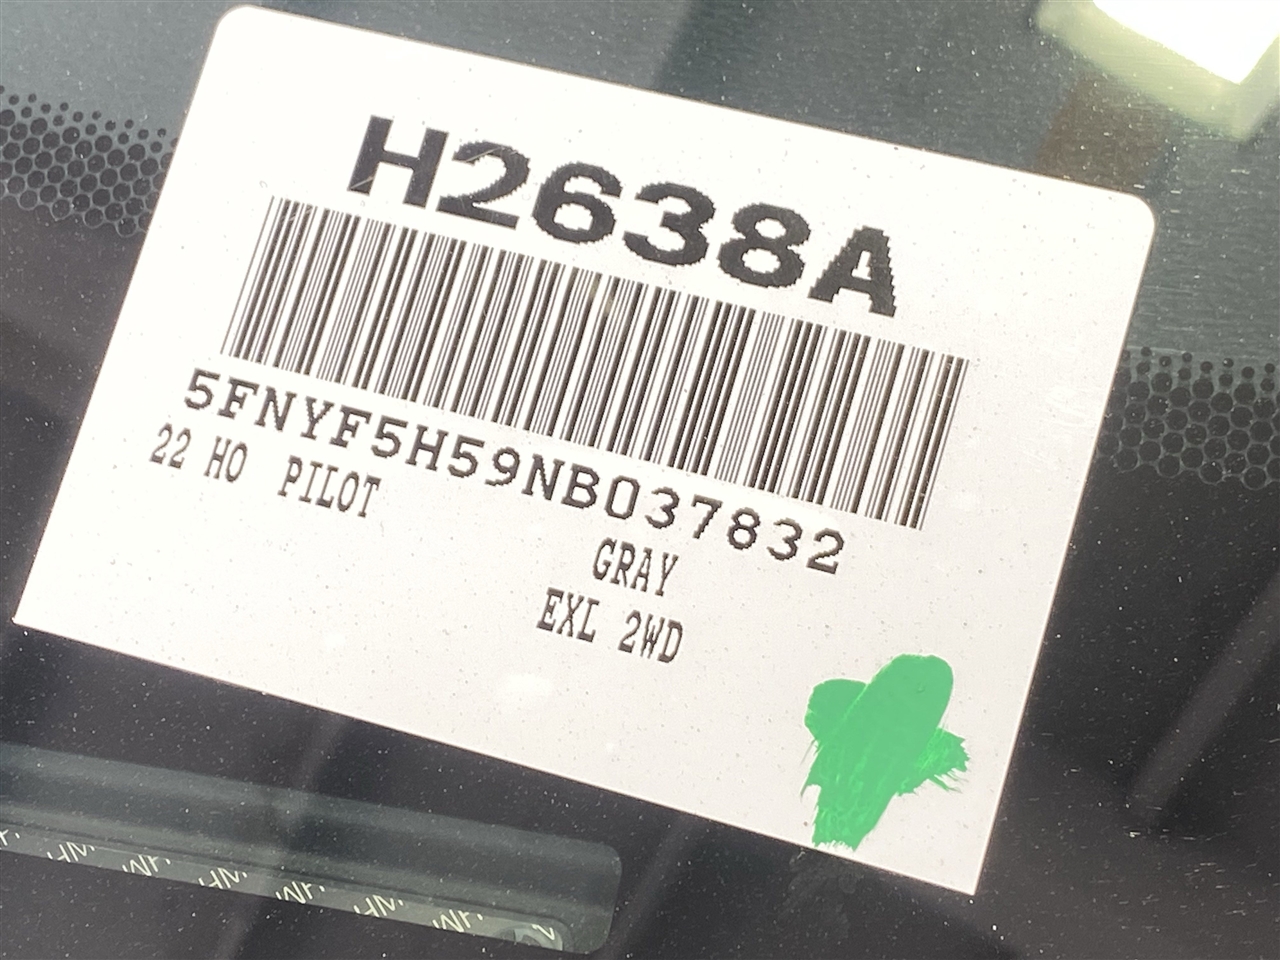 H2638A
5FNYF5H59NB037832
22 HO PILOT
GRAY
EXL 2WD